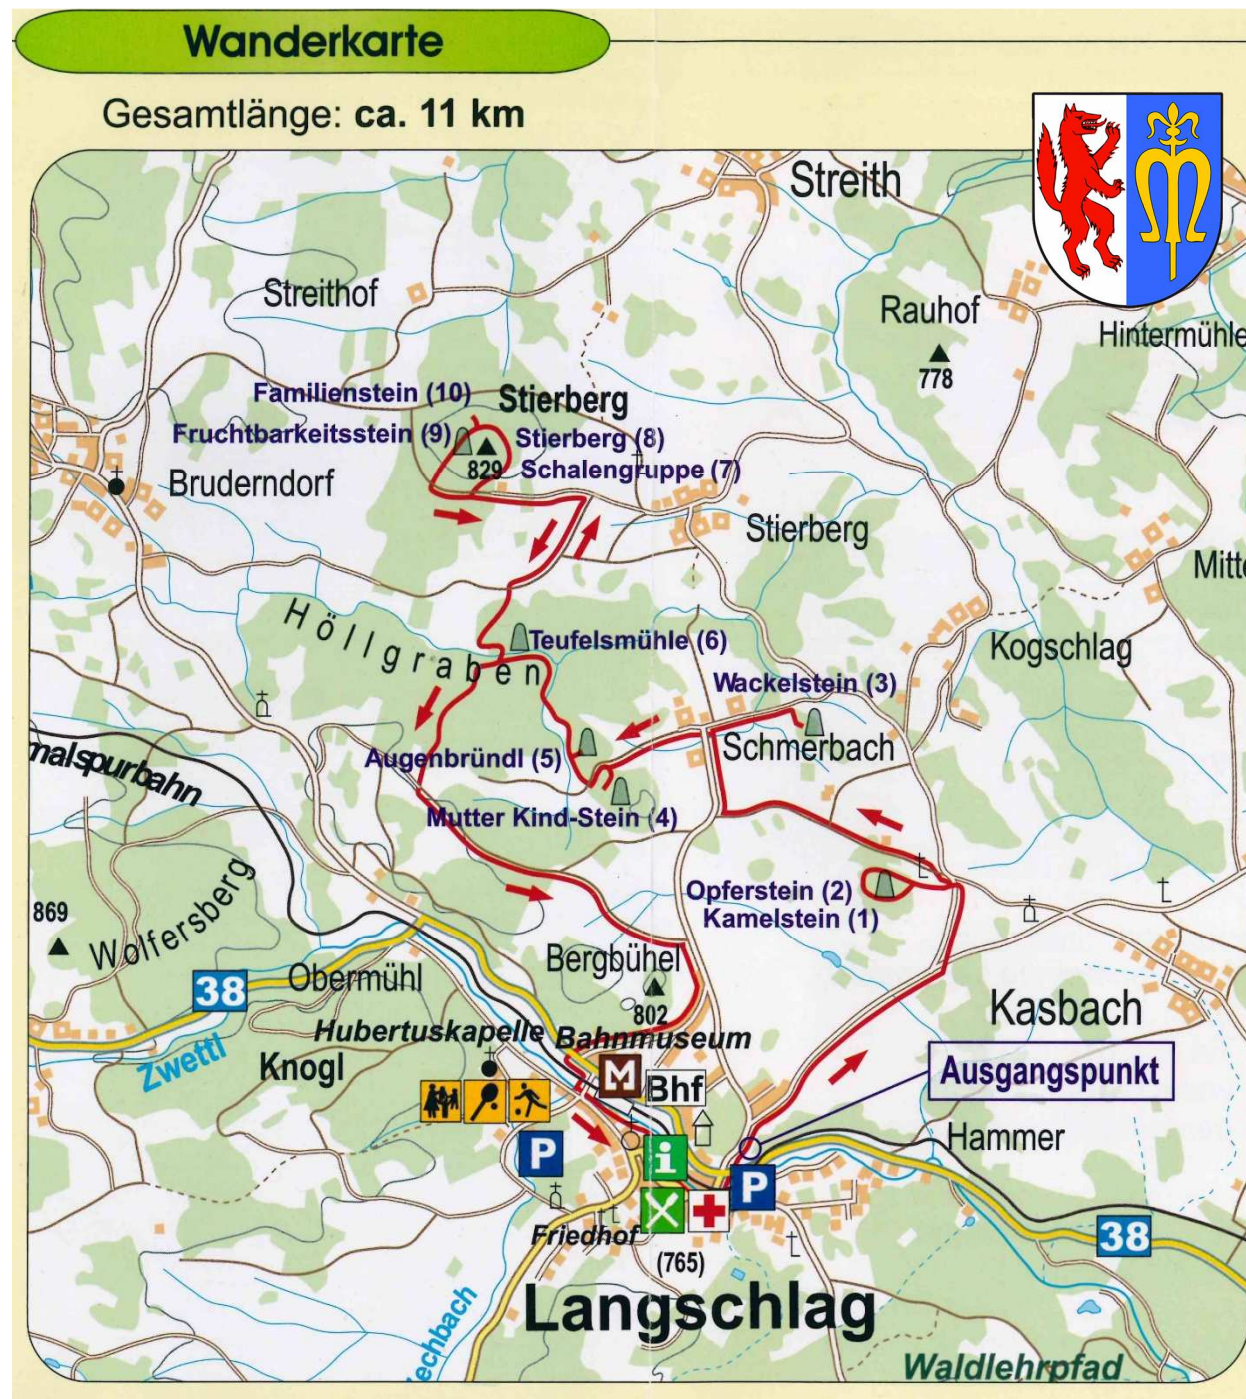 Wanderkarte
Gesamtlänge: ca. 11 km
Streith
Streithof
Rauhof
778
Hintermühle
Familienstein (10)
Stierberg
Fruchtbarkeitsstein (9)
Stierberg (8)
829
Schalengruppe (7)
Bruderndorf
Stierberg
Mitte
Höllgraben
Teufelsmühle (6)
Kogschlag
Wackelstein (3)
Schmerbach
malspurbahn
Augenbründl (5)
Mutter Kind-Stein (4)
Opferstein (2)
Kamelstein (1)
869
Wolfersberg
Bergbühel
802
38
Obermühl
Kasbach
Zwettl
Hubertuskapelle
Bahnmuseum
Knogl
M
Bhf
Ausgangspunkt
Hammer
P
i
P
Friedhof
(765)
38
Langschlag
echbach
Waldlehrpfad